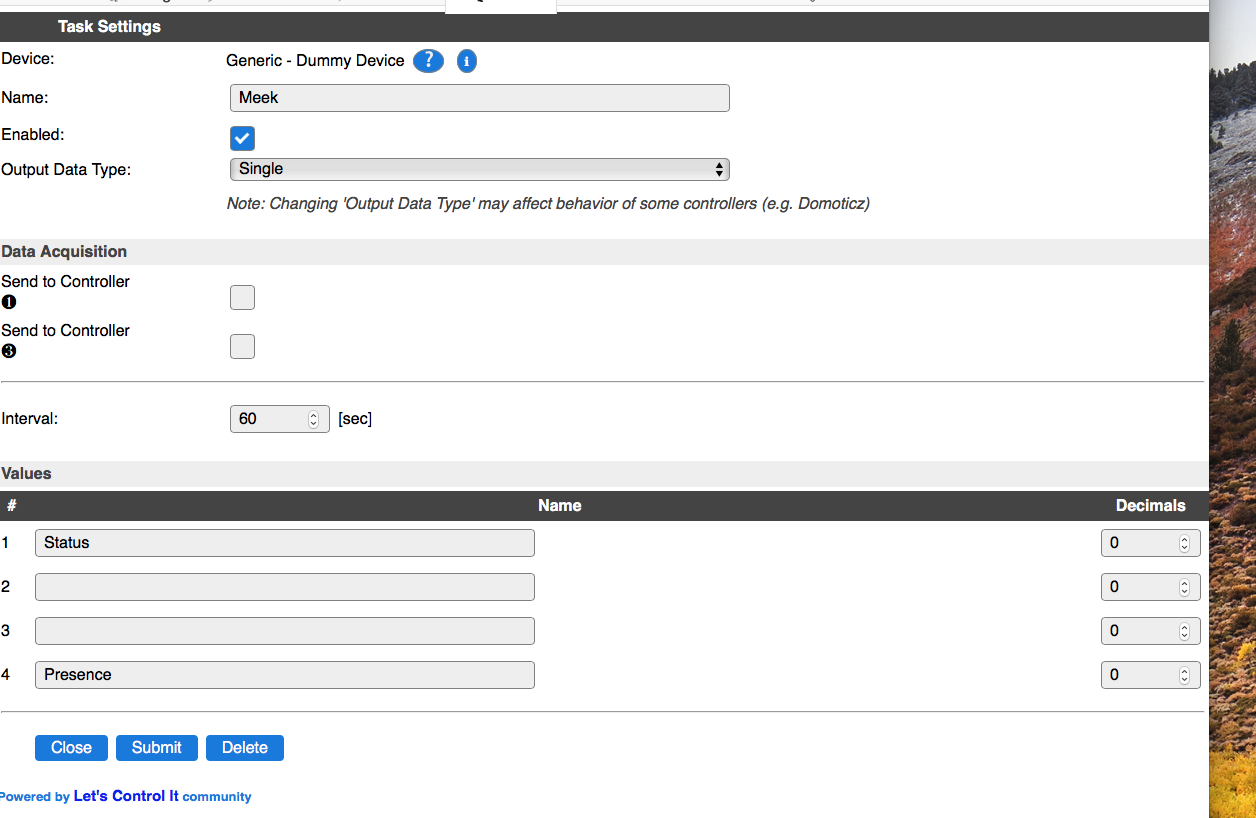 Task Settings
Device: Generic - Dummy Device ? i
Name: Meek
Enabled:
Output Data Type: Single
Note: Changing 'Output Data Type' may affect behavior of some controllers (e.g. Domoticz)
Data Acquisition
Send to Controller
❶
Send to Controller
❸
Interval: 60 [sec]
Values
# Name Decimals
1 Status 0
2 0
3 0
4 Presence 0
Close Submit Delete
Powered by Let's Control It community